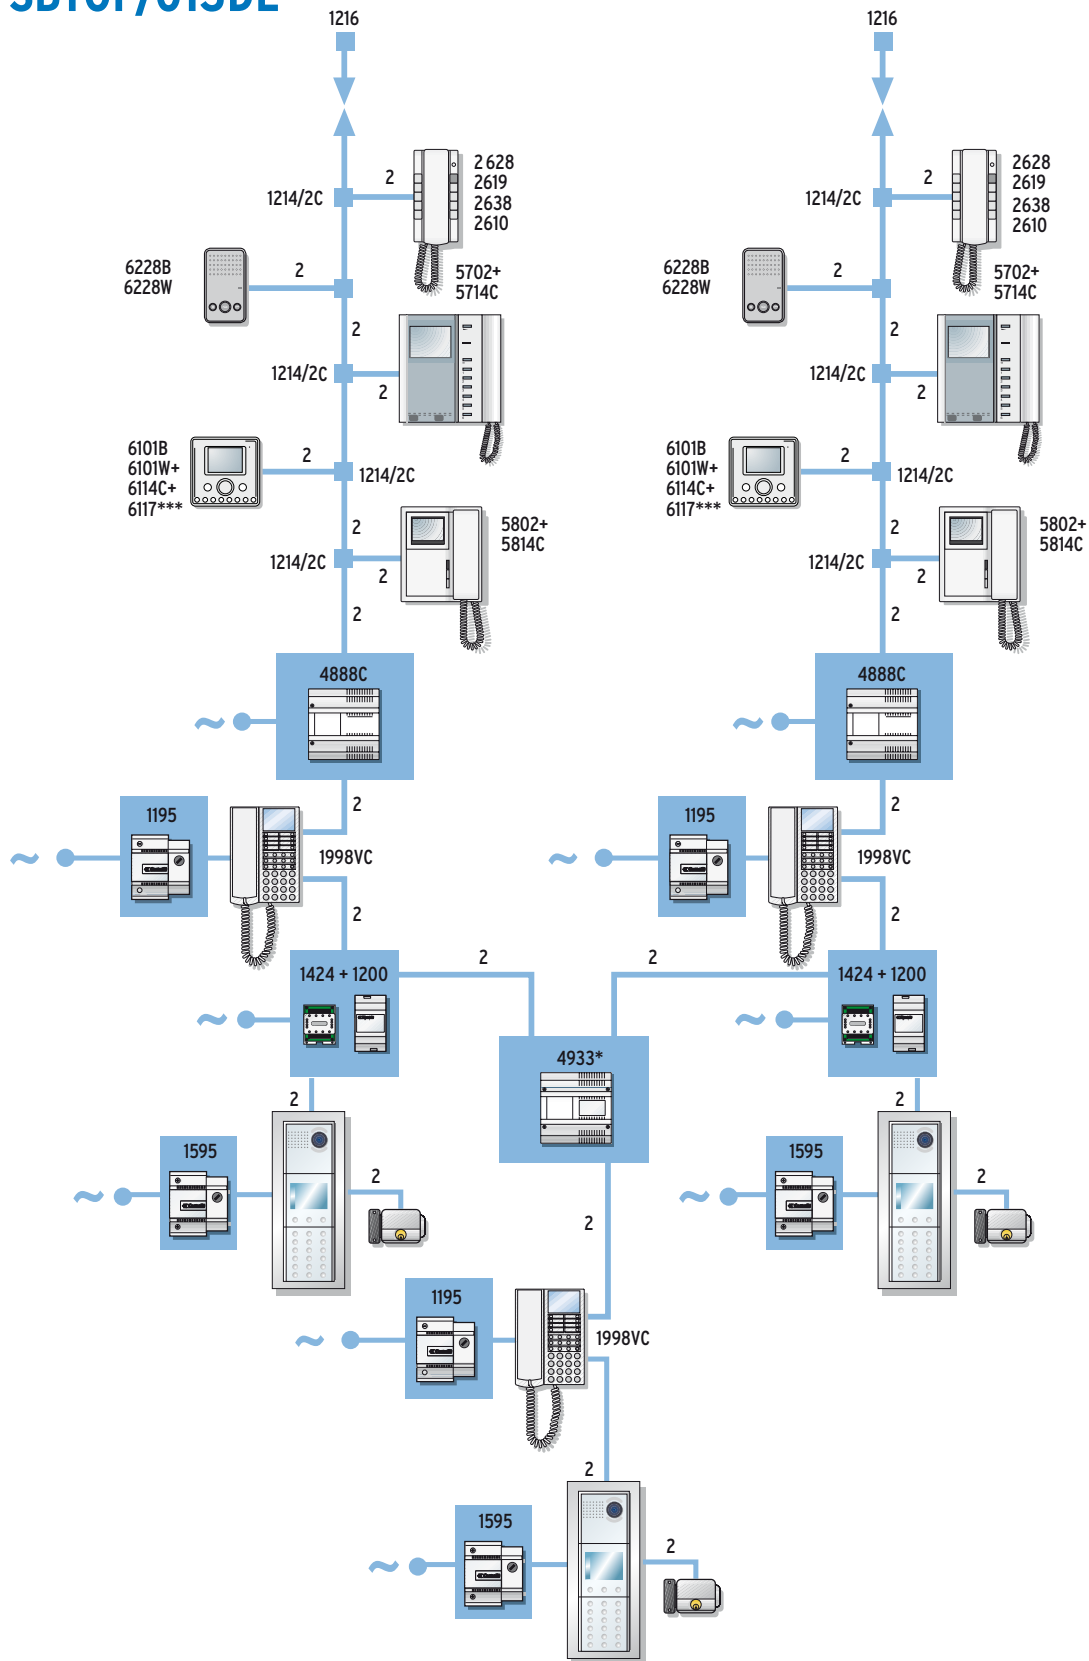 1216
1216
2
2628
2619
2638
2610
1214/2C
2
2628
2619
2638
2610
1214/2C
6228B
6228W
2
5702+
5714C
6228B
6228W
2
5702+
5714C
2
2
1214/2C
2
1214/2C
2
6101B
6101W+
6114C+
6117***
2
1214/2C
6101B
6101W+
6114C+
6117***
2
1214/2C
2
5802+
5814C
2
5802+
5814C
1214/2C
2
1214/2C
2
2
2
4888C
4888C
2
2
1195
1998VC
1195
1998VC
2
2
2
2
1424 + 1200
1424 + 1200
4933*
2
2
1595
2
1595
2
2
1195
1998VC
2
1595
2